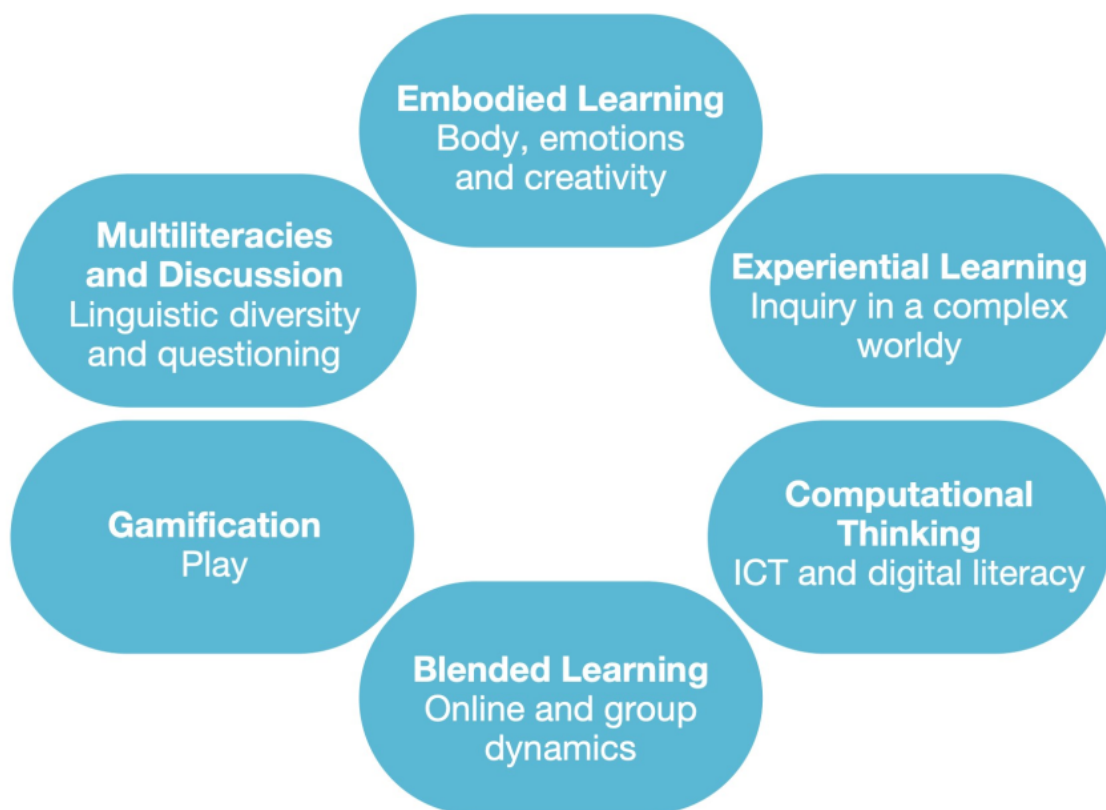 Embodied Learning
Body, emotions
and creativity
Multiliteracies
and Discussion
Linguistic diversity
and questioning
Experiential Learning
Inquiry in a complex
worldy
Gamification
Play
Computational
Thinking
ICT and digital literacy
Blended Learning
Online and group
dynamics